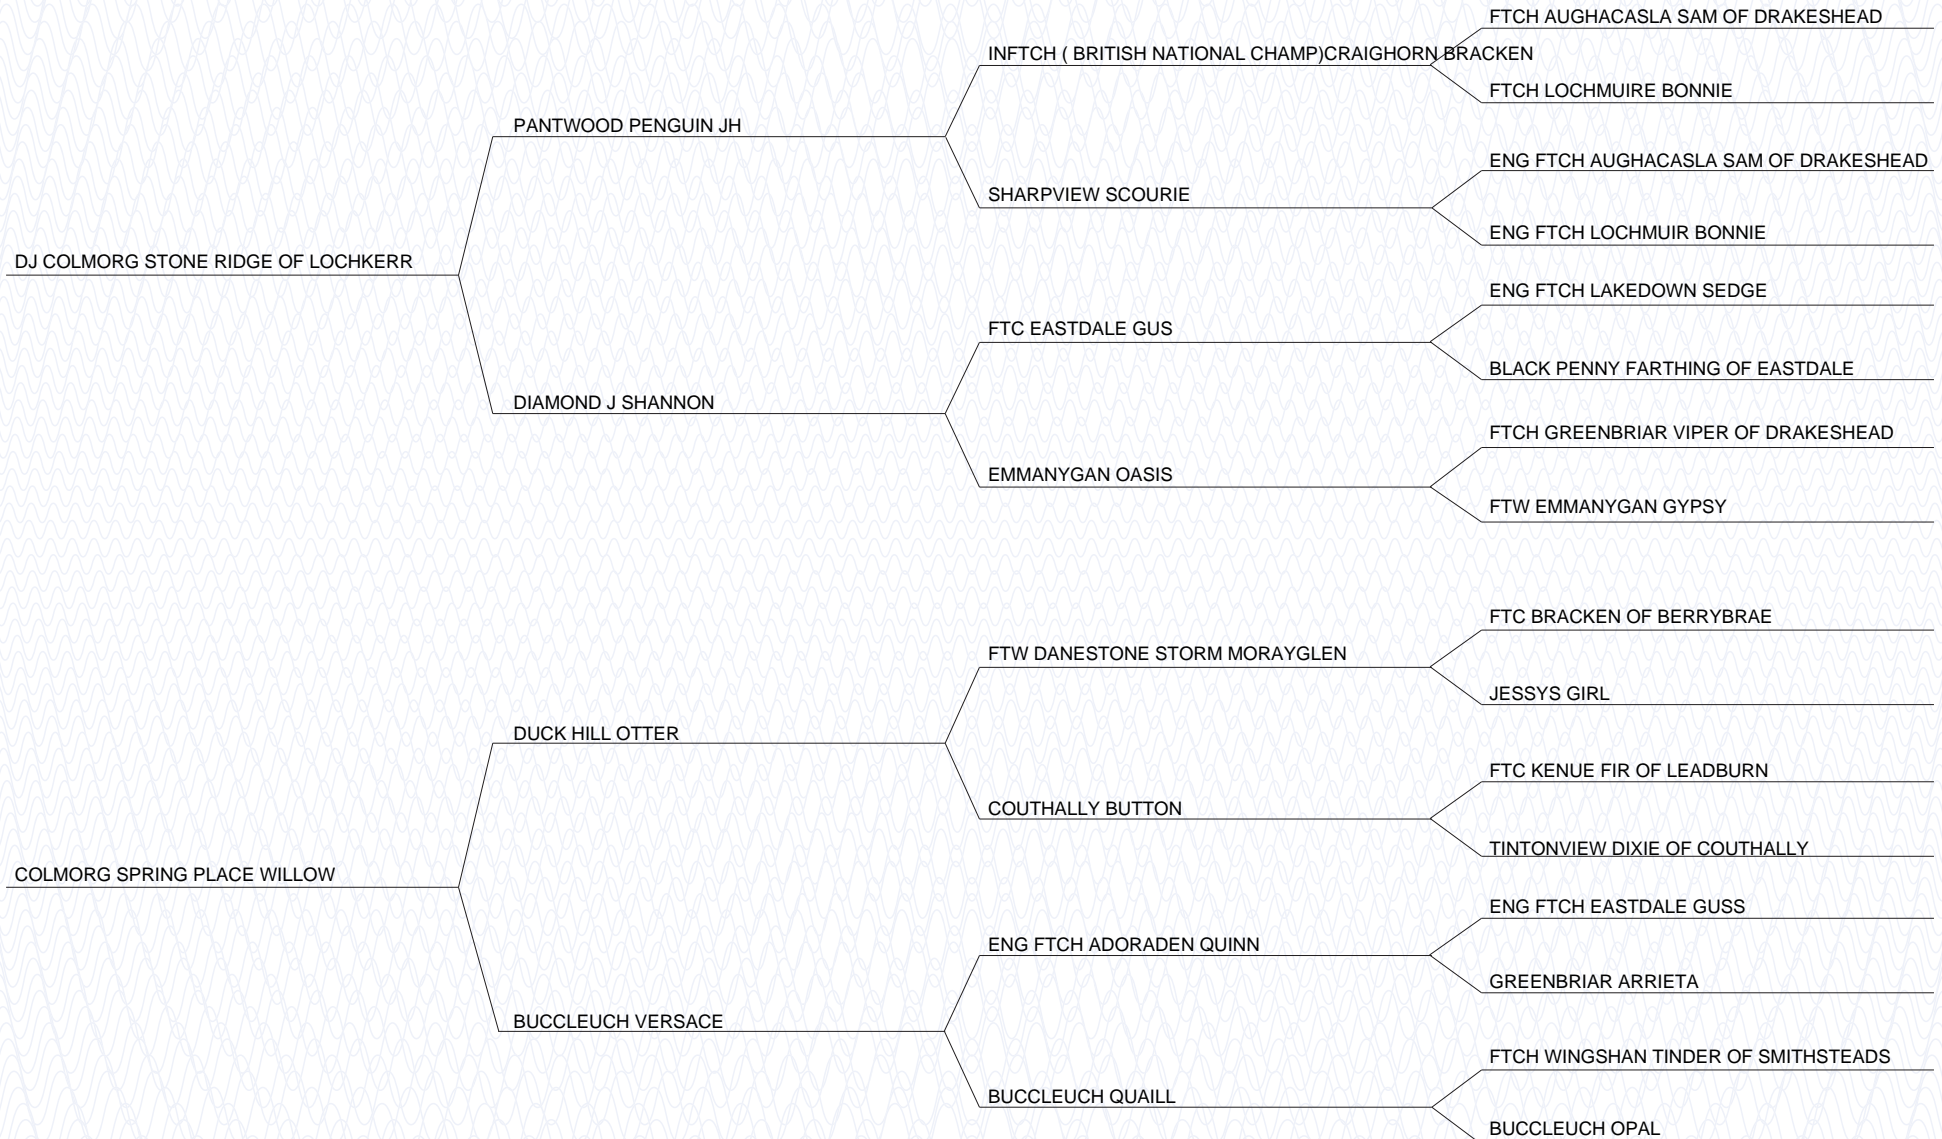 FTCH AUGHACASLA SAM OF DRAKESHEAD
INFTCH ( BRITISH NATIONAL CHAMP)CRAIGHORN BRACKEN
FTCH LOCHMUIRE BONNIE
PANTWOOD PENGUIN JH
ENG FTCH AUGHACASLA SAM OF DRAKESHEAD
SHARPVIEW SCOURIE
ENG FTCH LOCHMUIR BONNIE
DJ COLMORG STONE RIDGE OF LOCHKERR
ENG FTCH LAKEDOWN SEDGE
FTC EASTDALE GUS
BLACK PENNY FARTHING OF EASTDALE
DIAMOND J SHANNON
FTCH GREENBRIAR VIPER OF DRAKESHEAD
EMMANYGAN OASIS
FTW EMMANYGAN GYPSY
FTC BRACKEN OF BERRYBRAE
FTW DANESTONE STORM MORAYGLEN
JESSYS GIRL
DUCK HILL OTTER
FTC KENUE FIR OF LEADBURN
COUTHALLY BUTTON
TINTONVIEW DIXIE OF COUTHALLY
COLMORG SPRING PLACE WILLOW
ENG FTCH EASTDALE GUSS
ENG FTCH ADORADEN QUINN
GREENBRIAR ARRIETA
BUCCLEUCH VERSACE
FTCH WINGSHAN TINDER OF SMITHSTEADS
BUCCLEUCH QUAILL
BUCCLEUCH OPAL